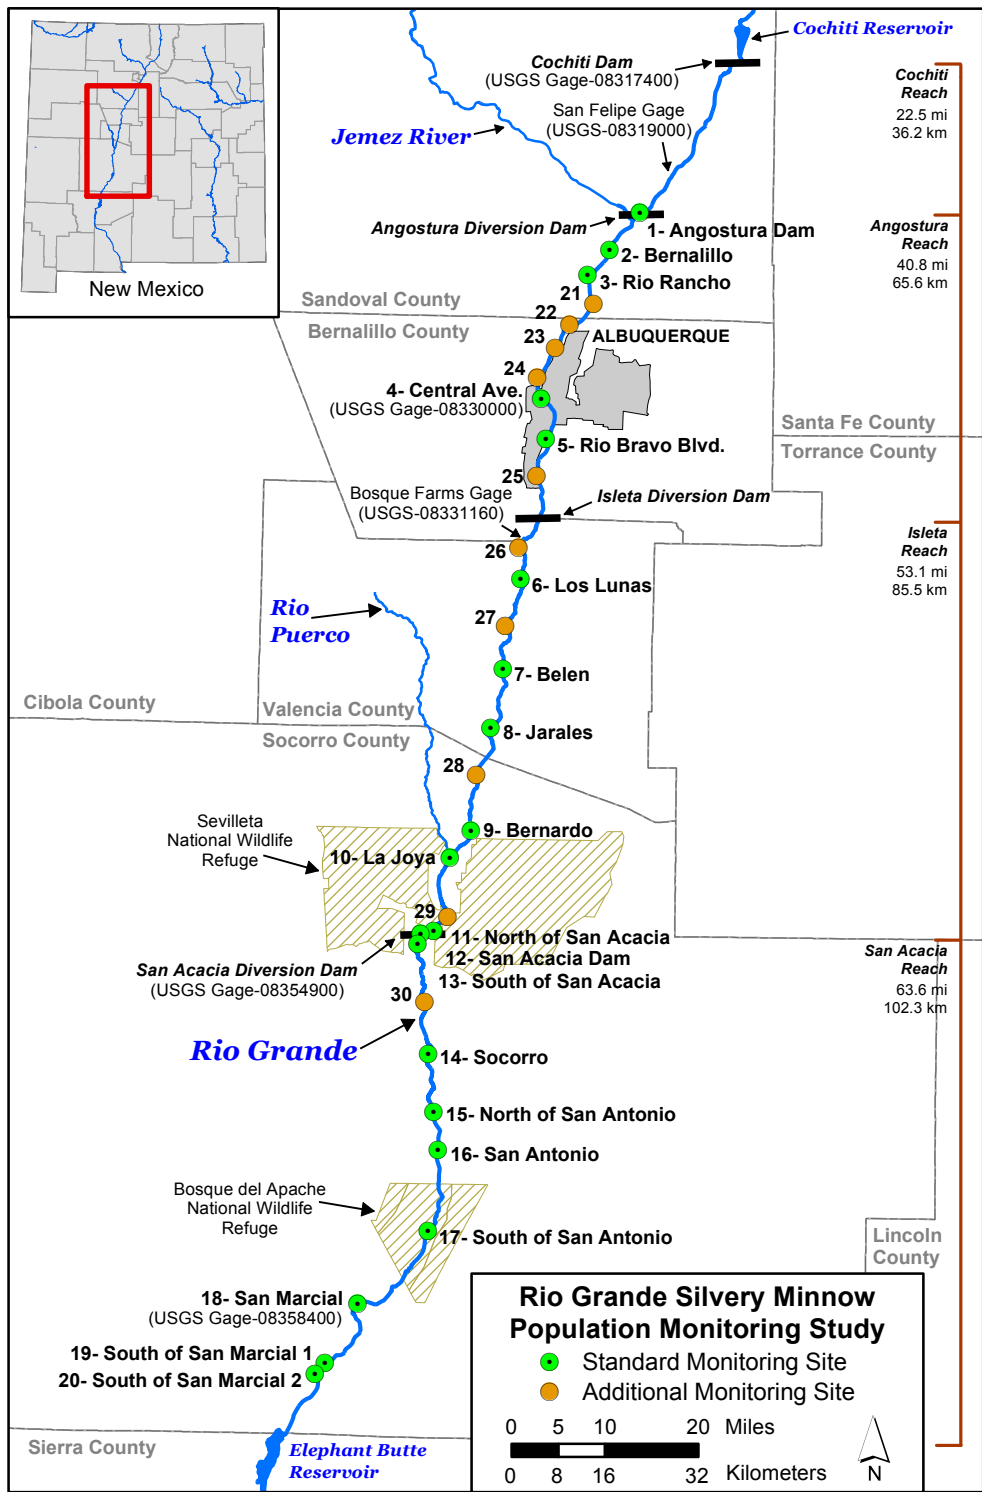 Cochiti Reservoir
Cochiti Dam
(USGS Gage-08317400)
Cochiti
Reach
22.5 mi
36.2 km
San Felipe Gage
(USGS-08319000)
Jemez River
New Mexico
Angostura Diversion Dam
1- Angostura Dam
Angostura
Reach
40.8 mi
65.6 km
2- Bernalillo
3- Rio Rancho
21
Sandoval County
22
Bernalillo County
23
ALBUQUERQUE
24
4- Central Ave.
(USGS Gage-08330000)
Santa Fe County
5- Rio Bravo Blvd.
Torrance County
25
Bosque Farms Gage
(USGS-08331160)
Isleta Diversion Dam
Isleta
Reach
53.1 mi
85.5 km
26
6- Los Lunas
Rio
Puerco
27
7- Belen
Cibola County
Valencia County
8- Jarales
Socorro County
28
Sevilleta
National Wildlife
Refuge
9- Bernardo
10- La Joya
29
11- North of San Acacia
12- San Acacia Dam
San Acacia Diversion Dam
(USGS Gage-08354900)
13- South of San Acacia
San Acacia
Reach
63.6 mi
102.3 km
30
Rio Grande
14- Socorro
15- North of San Antonio
16- San Antonio
Bosque del Apache
National Wildlife
Refuge
17- South of San Antonio
Lincoln
County
18- San Marcial
(USGS Gage-08358400)
19- South of San Marcial 1
20- South of San Marcial 2
Sierra County
Elephant Butte
Reservoir
Rio Grande Silvery Minnow
Population Monitoring Study
Standard Monitoring Site
Additional Monitoring Site
0 5 10 20 Miles
0 8 16 32 Kilometers
N